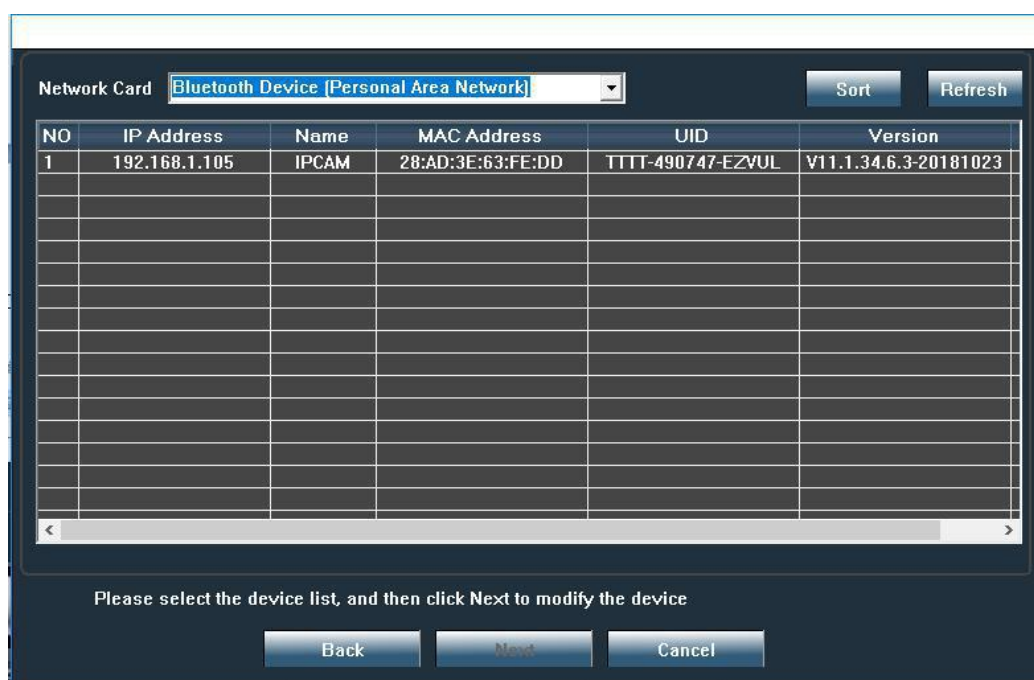 Network Card Bluetooth Device (Personal Area Network) Sort Refresh
NO IP Address Name MAC Address UID Version
1 192.168.1.105 IPCAM 28:AD:3E:63:FE:DD TTTT-490747-EZVUL V11.1.34.6.3-20181023
Please select the device list, and then click Next to modify the device
Back Next Cancel